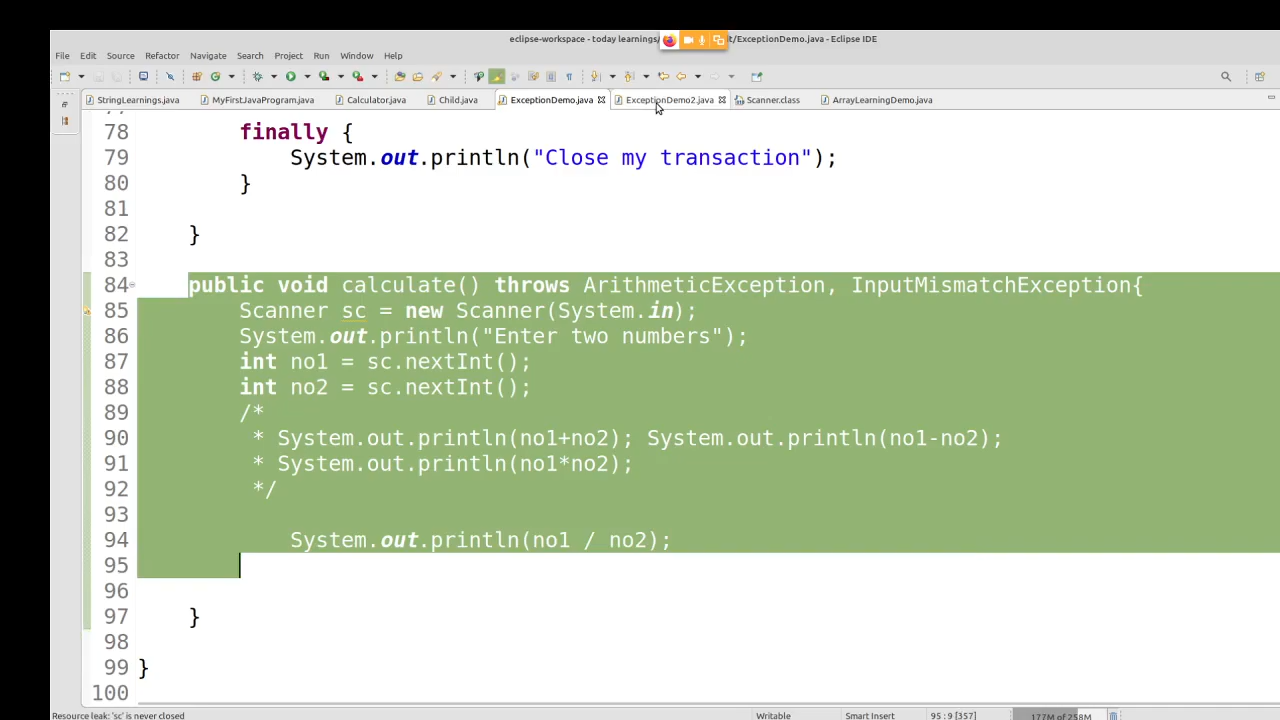 eclipse-workspace - today learnings/ t/ExceptionDemo.java - Eclipse IDE
File Edit Source Refactor Navigate Search Project Run Window Help
StringLearnings.java MyFirstJavaProgram.java Calculator.java Child.java ExceptionDemo.java ExceptionDemo2.java Scanner.class ArrayLearningDemo.java
77
78 finally {
79 System.out.println("Close my transaction");
80 }
81
82 }
83
84 public void calculate() throws ArithmeticException, InputMismatchException{
85 Scanner sc = new Scanner(System.in);
86 System.out.println("Enter two numbers");
87 int no1 = sc.nextInt();
88 int no2 = sc.nextInt();
89 /*
90 * System.out.println(no1+no2); System.out.println(no1-no2);
91 * System.out.println(no1*no2);
92 */
93
94 System.out.println(no1 / no2);
95
96
97 }
98
99 }
100
Resource leak: 'sc' is never closed Writable Smart Insert 95 : 9 [357] 177M of 258M